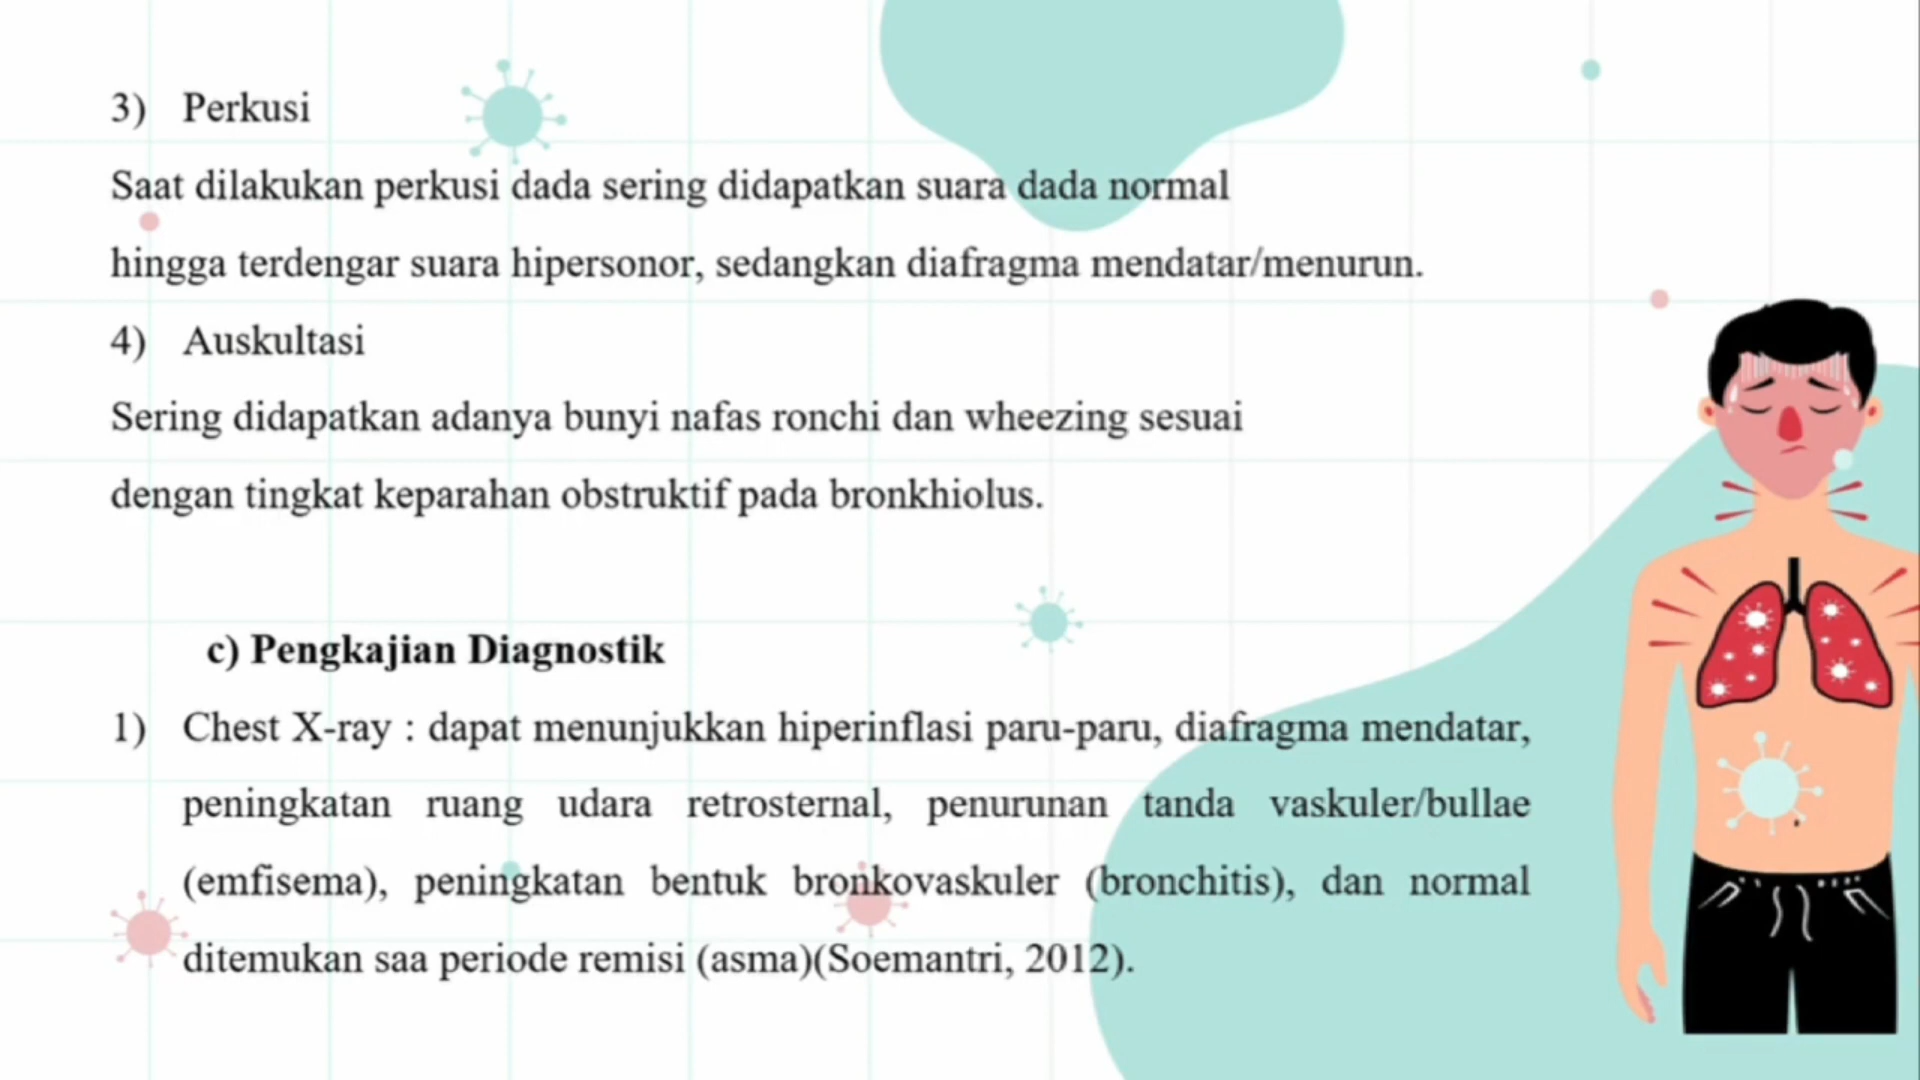 3) Perkusi
Saat dilakukan perkusi dada sering didapatkan suara dada normal
hingga terdengar suara hipersonor, sedangkan diafragma mendatar/menurun.
4) Auskultasi
Sering didapatkan adanya bunyi nafas ronchi dan wheezing sesuai
dengan tingkat keparahan obstruktif pada bronkhiolus.
c) Pengkajian Diagnostik
1) Chest X-ray : dapat menunjukkan hiperinflasi paru-paru, diafragma mendatar,
peningkatan ruang udara retrosternal, penurunan tanda vaskuler/bullae
(emfisema), peningkatan bentuk bronkovaskuler (bronchitis), dan normal
ditemukan saa periode remisi (asma)(Soemantri, 2012).